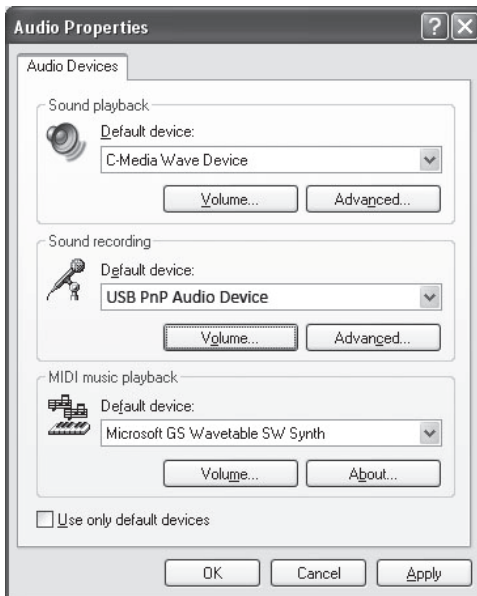 Audio Properties
Audio Devices
Sound playback
Default device:
C-Media Wave Device
Volume... Advanced...
Sound recording
Default device:
USB PnP Audio Device
Volume... Advanced...
MIDI music playback
Default device:
Microsoft GS Wavetable SW Synth
Volume... About...
Use only default devices
OK Cancel Apply